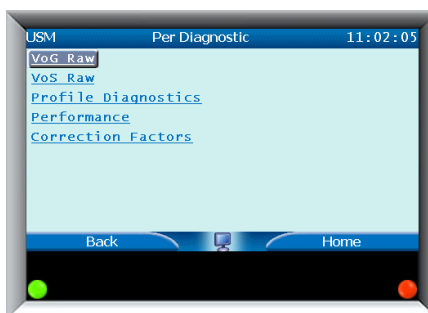 USM Per Diagnostic 11:02:05
VoG Raw
VoS Raw
Profile Diagnostics
Performance
Correction Factors
Back Home